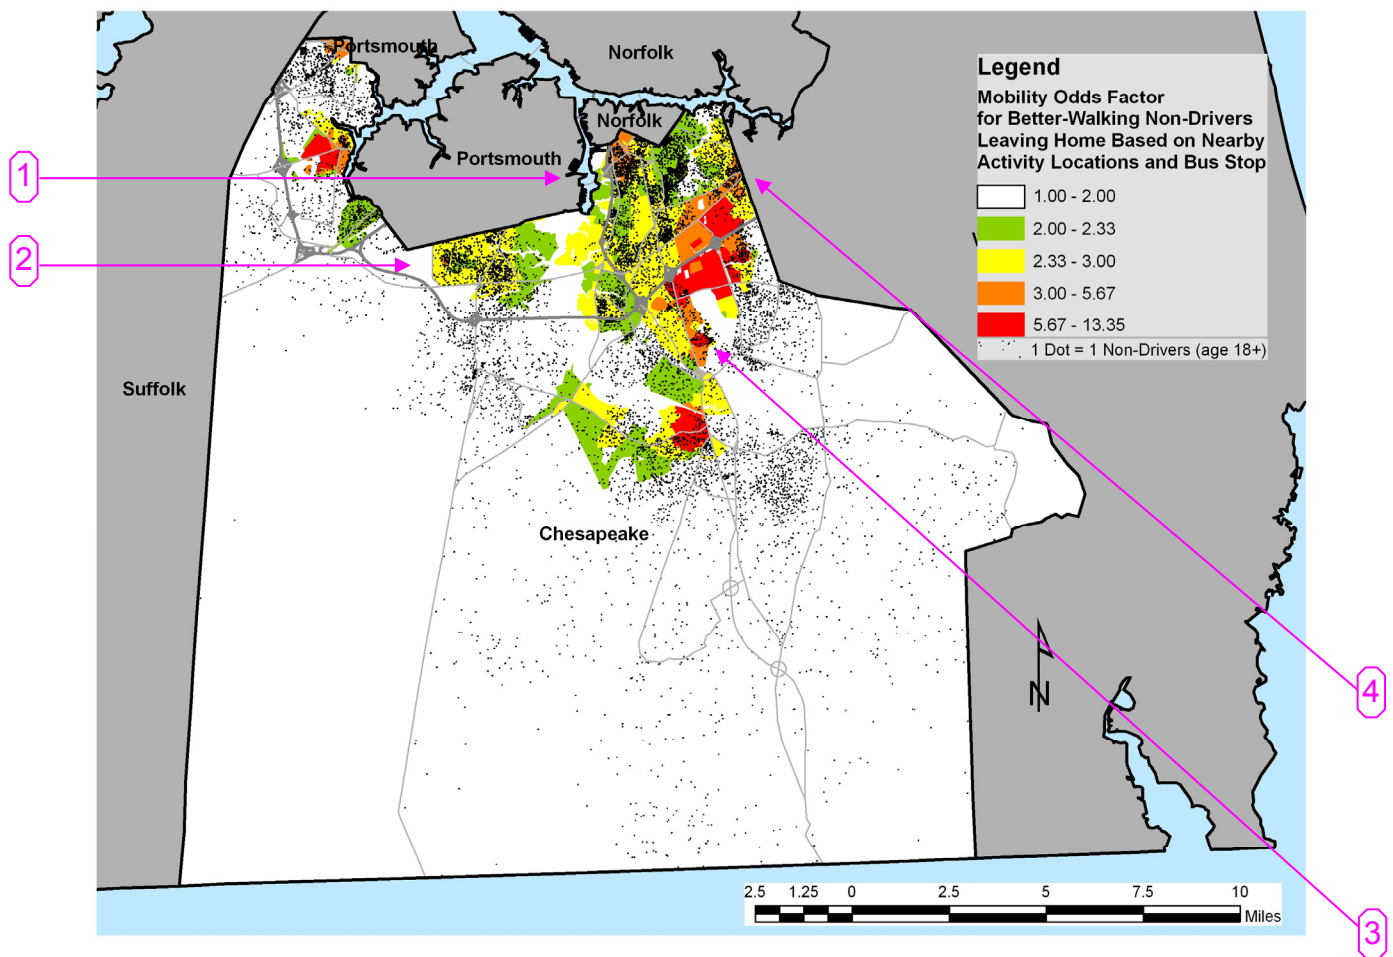 Portsmouth
Norfolk
Norfolk
Portsmouth
Suffolk
Chesapeake
Legend
Mobility Odds Factor
for Better-Walking Non-Drivers
Leaving Home Based on Nearby
Activity Locations and Bus Stop
1.00 - 2.00
2.00 - 2.33
2.33 - 3.00
3.00 - 5.67
5.67 - 13.35
1 Dot = 1 Non-Drivers (age 18+)
1
2
3
4
N
2.5 1.25 0 2.5 5 7.5 10
Miles